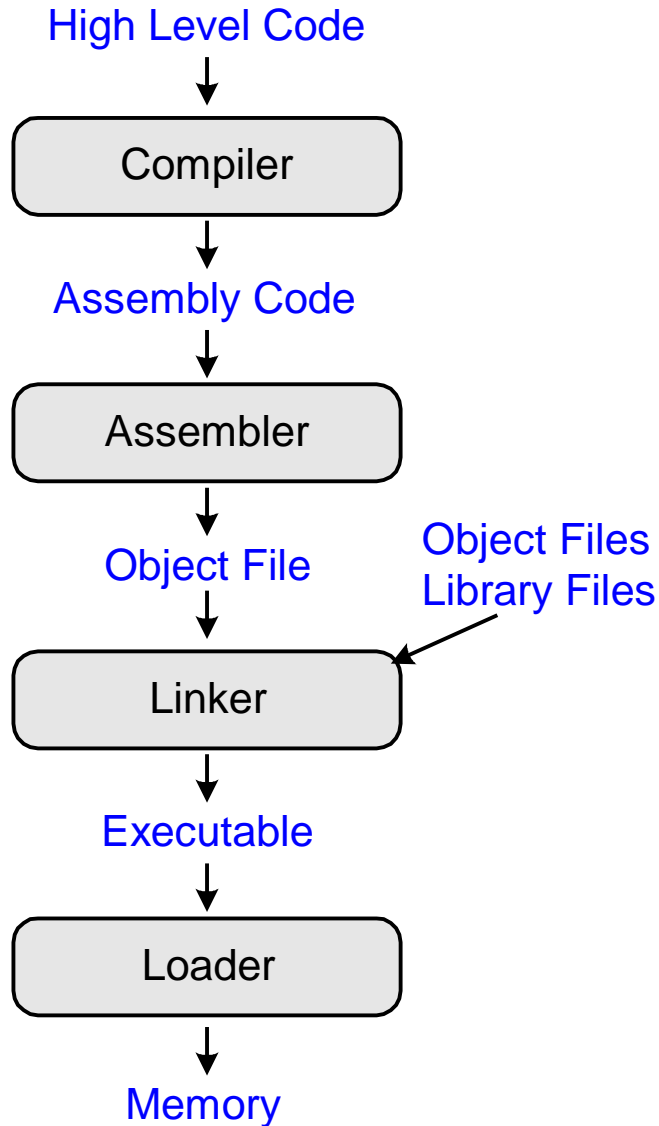 High Level Code
Compiler
Assembly Code
Assembler
Object File
Object Files
Library Files
Linker
Executable
Loader
Memory